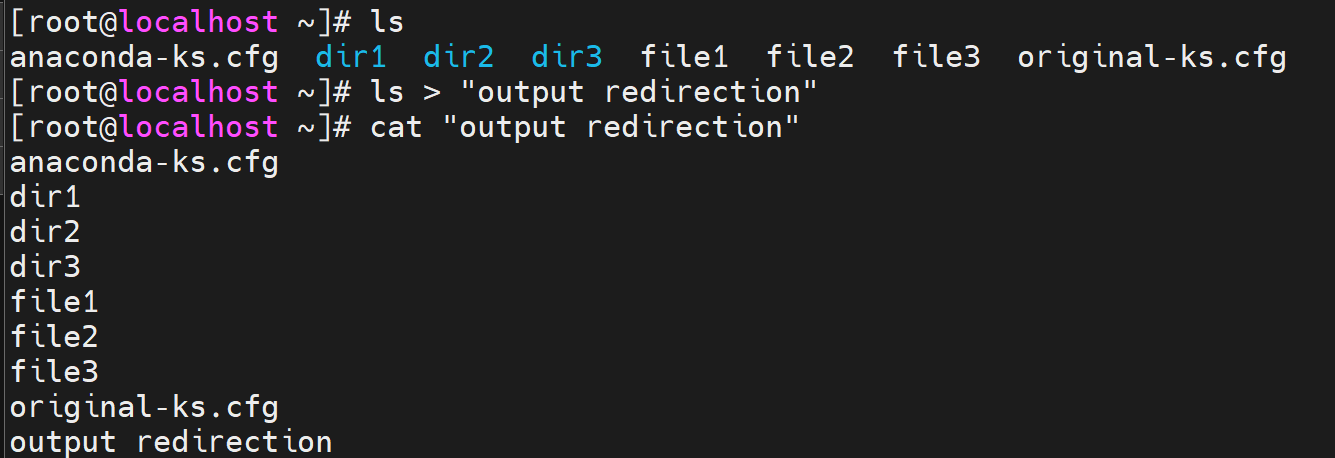 [root@localhost ~]# ls
anaconda-ks.cfg  dir1  dir2  dir3  file1  file2  file3  original-ks.cfg
[root@localhost ~]# ls > "output redirection"
[root@localhost ~]# cat "output redirection"
anaconda-ks.cfg
dir1
dir2
dir3
file1
file2
file3
original-ks.cfg
output redirection